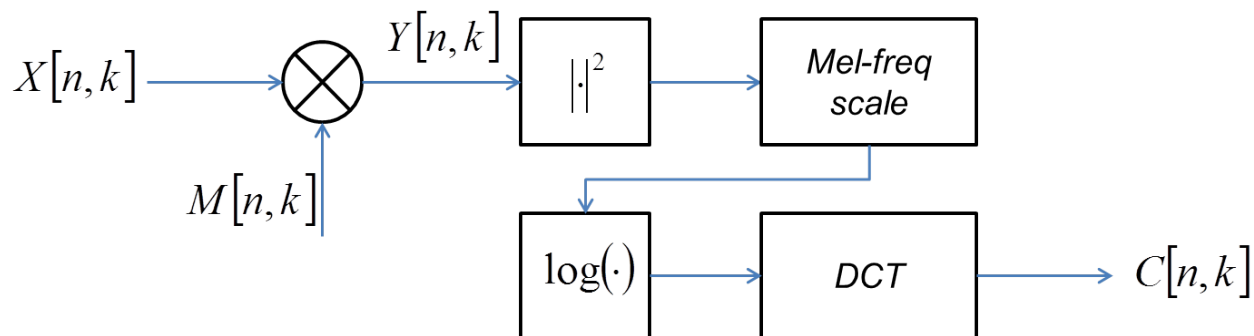 X[n,k]
Y[n,k]
|·|²
Mel-freq
scale
M[n,k]
log(·)
DCT
C[n,k]